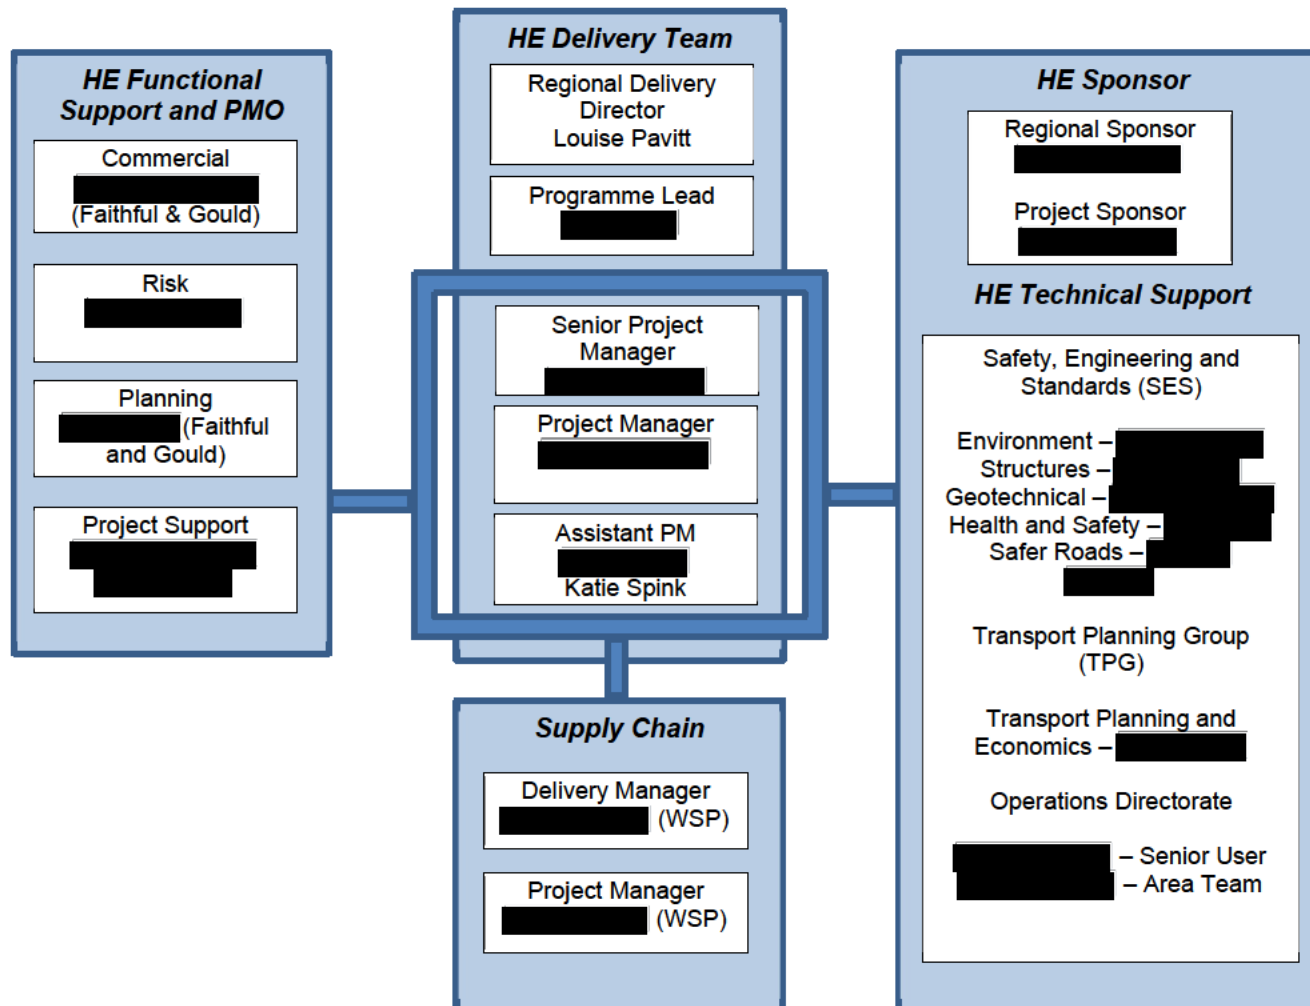 HE Functional
Support and PMO
Commercial
(Faithful & Gould)
Risk
Planning
(Faithful
and Gould)
Project Support
HE Delivery Team
Regional Delivery
Director
Louise Pavitt
Programme Lead
Senior Project
Manager
Project Manager
Assistant PM
Katie Spink
Supply Chain
Delivery Manager
(WSP)
Project Manager
(WSP)
HE Sponsor
Regional Sponsor
Project Sponsor
HE Technical Support
Safety, Engineering and
Standards (SES)
Environment –
Structures –
Geotechnical –
Health and Safety –
Safer Roads –
Transport Planning Group
(TPG)
Transport Planning and
Economics –
Operations Directorate
– Senior User
– Area Team